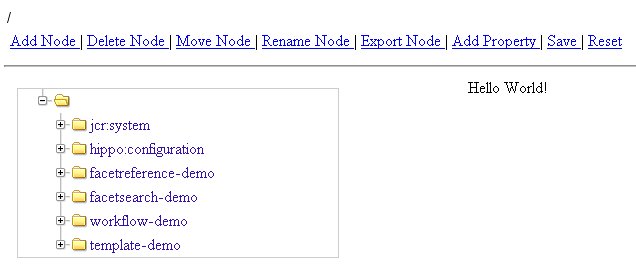 /
Add Node | Delete Node | Move Node | Rename Node | Export Node | Add Property | Save | Reset
Hello World!
jcr:system
hippo:configuration
facetreference-demo
facetsearch-demo
workflow-demo
template-demo